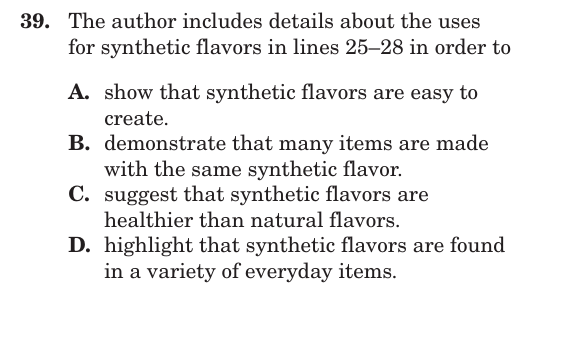 39. The author includes details about the uses
for synthetic flavors in lines 25–28 in order to
A. show that synthetic flavors are easy to
create.
B. demonstrate that many items are made
with the same synthetic flavor.
C. suggest that synthetic flavors are
healthier than natural flavors.
D. highlight that synthetic flavors are found
in a variety of everyday items.